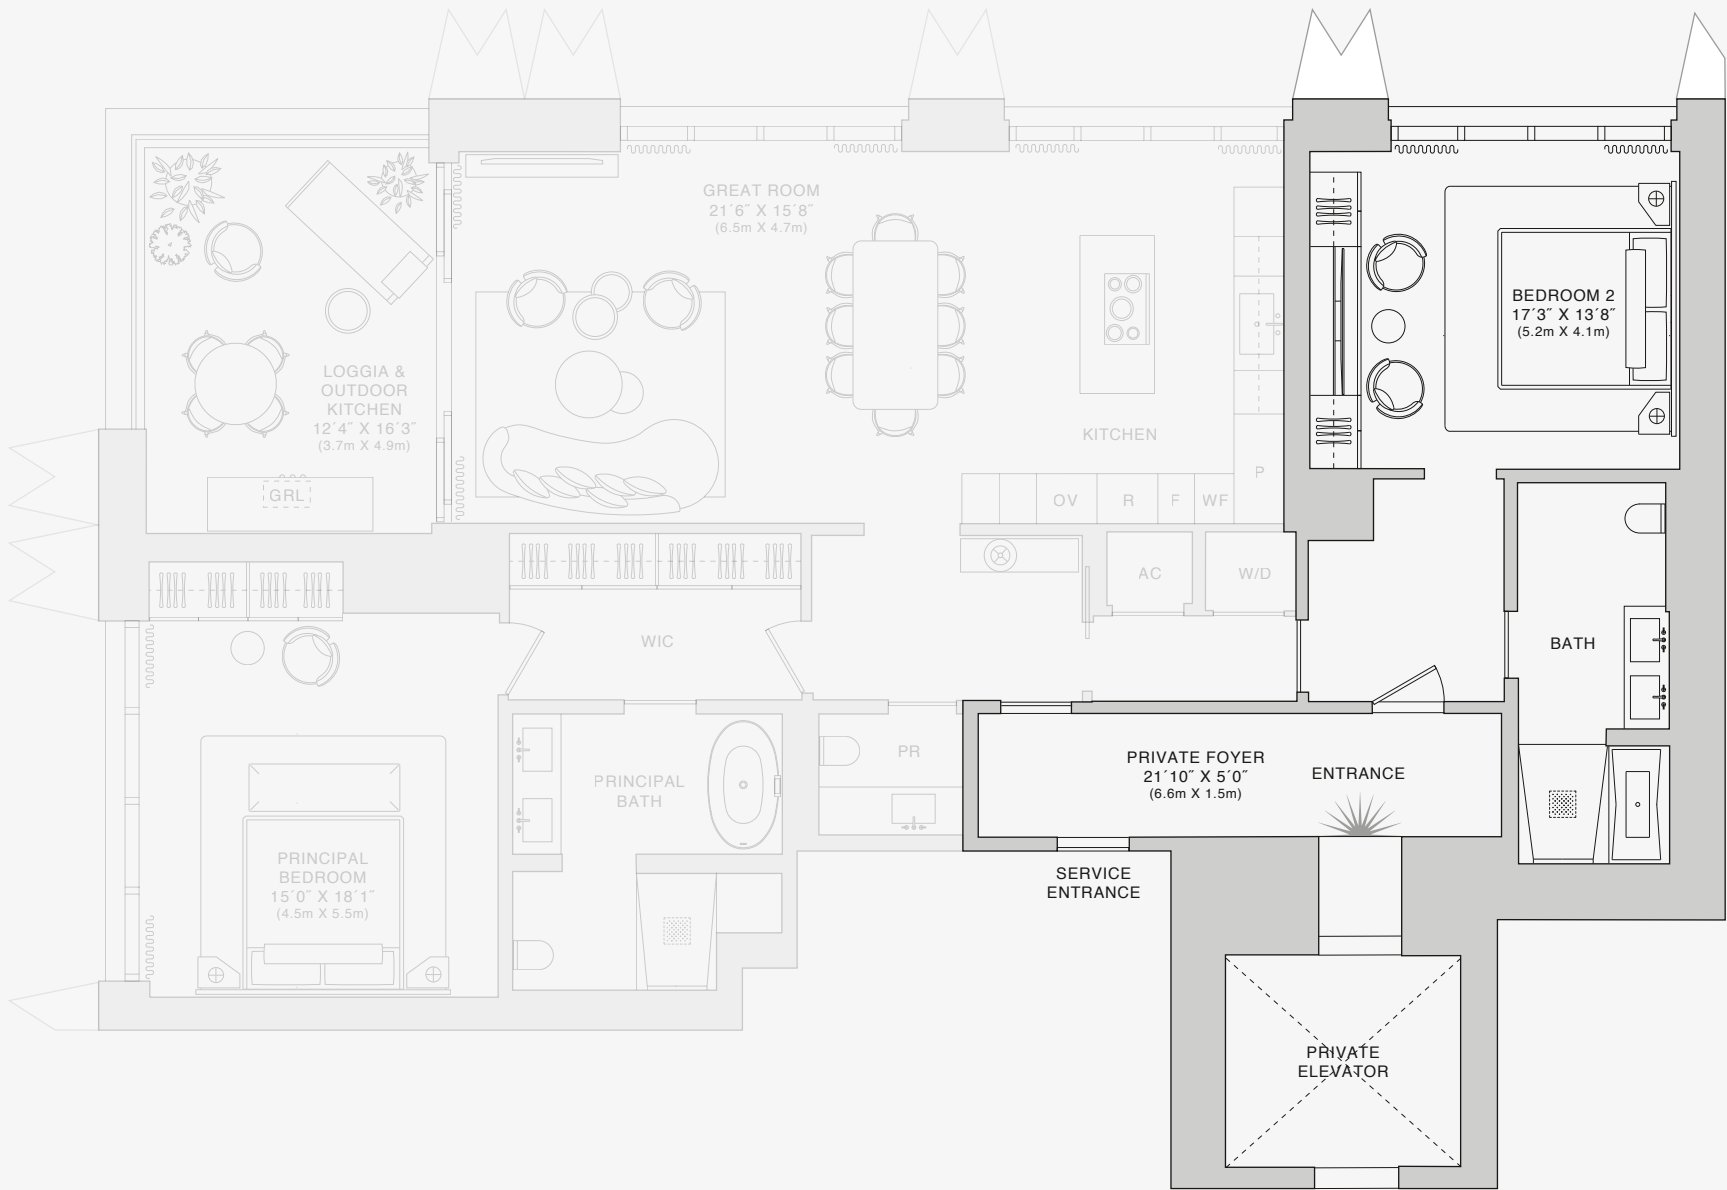 GREAT ROOM
21´6˝ X 15´8˝
(6.5m X 4.7m)
BEDROOM 2
17´3˝ X 13´8˝
(5.2m X 4.1m)
LOGGIA &
OUTDOOR
KITCHEN
12´4˝ X 16´3˝
(3.7m X 4.9m)
KITCHEN
GRL
OV
R
F
WF
P
AC
W/D
WIC
BATH
PRINCIPAL
BATH
PR
PRIVATE FOYER
21´10˝ X 5´0˝
(6.6m X 1.5m)
ENTRANCE
PRINCIPAL
BEDROOM
15´0˝ X 18´1˝
(4.5m X 5.5m)
SERVICE
ENTRANCE
PRIVATE
ELEVATOR